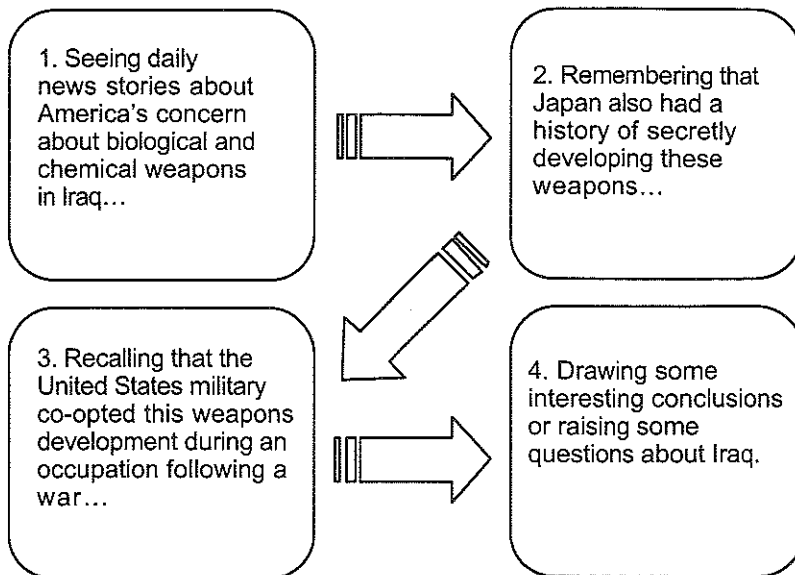 1. Seeing daily
news stories about
America's concern
about biological and
chemical weapons
in Iraq...
2. Remembering that
Japan also had a
history of secretly
developing these
weapons...
3. Recalling that the
United States military
co-opted this weapons
development during an
occupation following a
war...
4. Drawing some
interesting conclusions
or raising some
questions about Iraq.